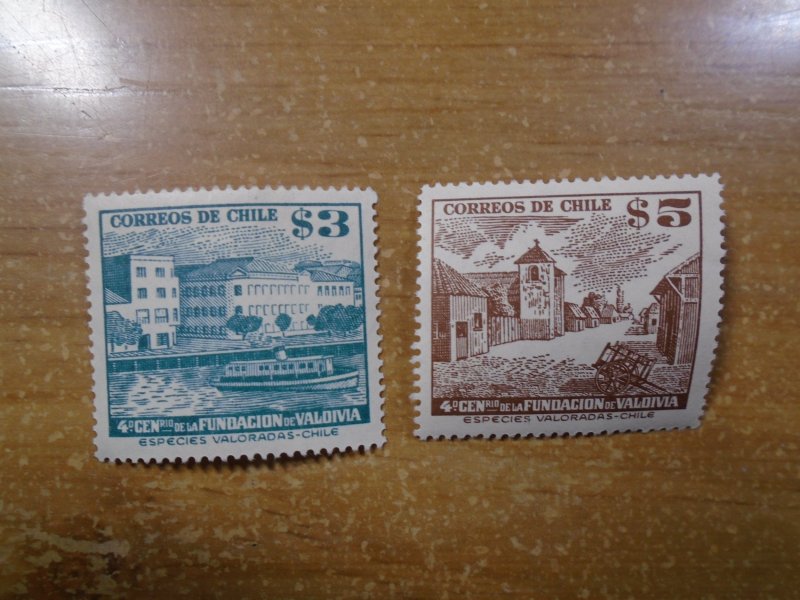 CORREOS DE CHILE $3
4º CENRIO DE LA FUNDACION DE VALDIVIA
ESPECIES VALORADAS-CHILE
CORREOS DE CHILE $5
4º CENRIO DE LA FUNDACION DE VALDIVIA
ESPECIES VALORADAS-CHILE